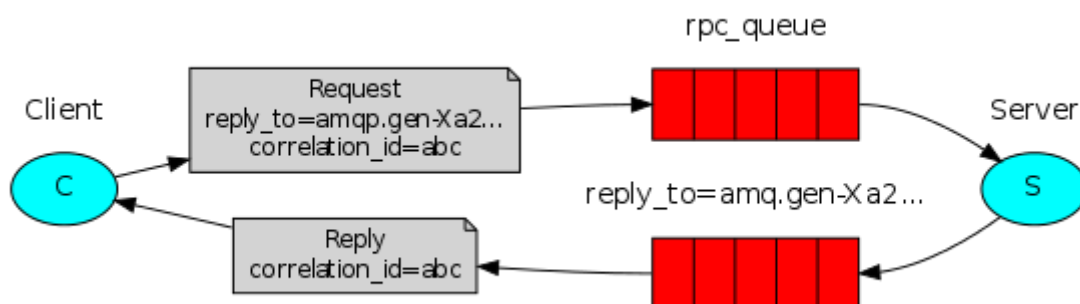 rpc_queue
Client
Request
reply_to=amqp.gen-Xa2...
correlation_id=abc
Server
C
S
reply_to=amq.gen-Xa2...
Reply
correlation_id=abc